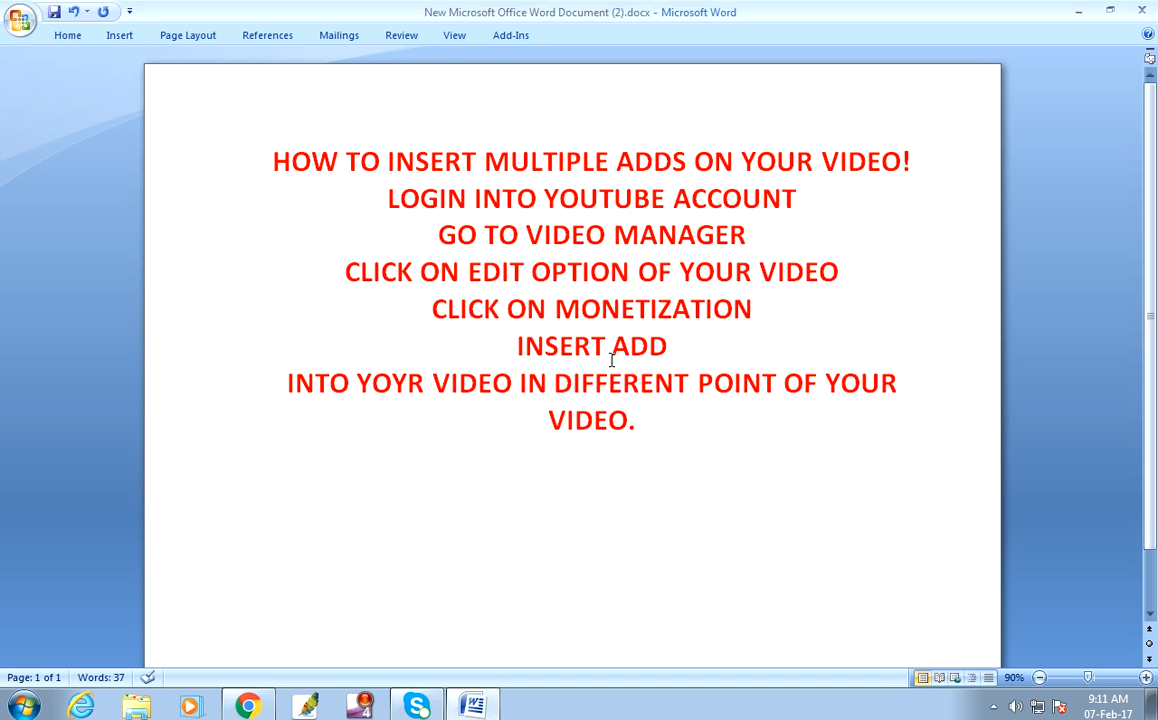 New Microsoft Office Word Document (2).docx - Microsoft Word
Home Insert Page Layout References Mailings Review View Add-Ins
HOW TO INSERT MULTIPLE ADDS ON YOUR VIDEO!
LOGIN INTO YOUTUBE ACCOUNT
GO TO VIDEO MANAGER
CLICK ON EDIT OPTION OF YOUR VIDEO
CLICK ON MONETIZATION
INSERT ADD
INTO YOYR VIDEO IN DIFFERENT POINT OF YOUR
VIDEO.
Page: 1 of 1 Words: 37 90%
4
9:11 AM
07-Feb-17